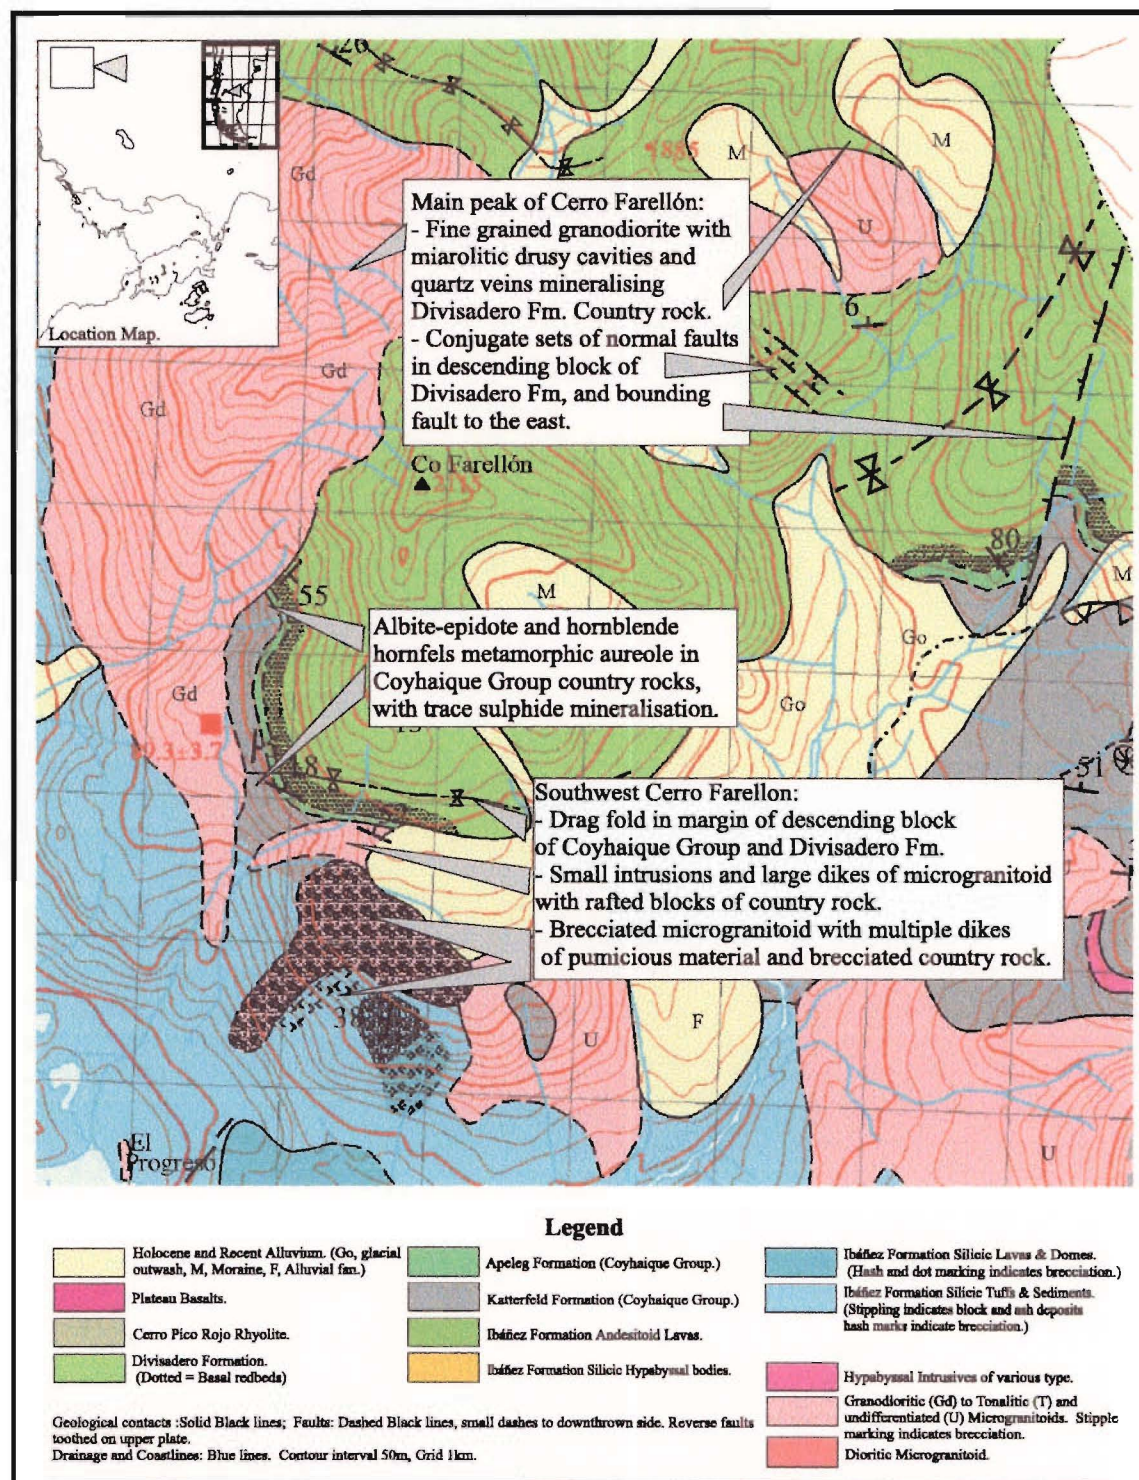 26
Gd
1885
M
M
U
Location Map.
Main peak of Cerro Farellón:
- Fine grained granodiorite with
miarolitic drusy cavities and
quartz veins mineralising
Divisadero Fm. Country rock.
- Conjugate sets of normal faults
in descending block of
Divisadero Fm, and bounding
fault to the east.
6
Gd
Gd
Co Farellón
80
M
55
M
Albite-epidote and hornblende
hornfels metamorphic aureole in
Coyhaique Group country rocks,
with trace sulphide mineralisation.
Go
Gd
Go
51
Southwest Cerro Farellon:
- Drag fold in margin of descending block
of Coyhaique Group and Divisadero Fm.
- Small intrusions and large dikes of microgranitoid
with rafted blocks of country rock.
- Brecciated microgranitoid with multiple dikes
of pumicious material and brecciated country rock.
38
U
F
U
El
Progreso
Legend
Holocene and Recent Alluvium. (Go, glacial
outwash, M, Moraine, F, Alluvial fan.)
Plateau Basalts.
Cerro Pico Rojo Rhyolite.
Divisadero Formation.
(Dotted = Basal redbeds)
Apeleg Formation (Coyhaique Group.)
Katterfeld Formation (Coyhaique Group.)
Ibáñez Formation Andesitoid Lavas.
Ibáñez Formation Silicic Hypabyssal bodies.
Ibáñez Formation Silicic Lavas & Domes.
(Hash and dot marking indicates brecciation.)
Ibáñez Formation Silicic Tuffs & Sediments.
(Stippling indicates block and ash deposits
hash marks indicate brecciation.)
Hypabyssal Intrusives of various type.
Granodioritic (Gd) to Tonalitic (T) and
undifferentiated (U) Microgranitoids. Stipple
marking indicates brecciation.
Dioritic Microgranitoid.
Geological contacts :Solid Black lines; Faults: Dashed Black lines, small dashes to downthrown side. Reverse faults
toothed on upper plate.
Drainage and Coastlines: Blue lines. Contour interval 50m, Grid 1km.